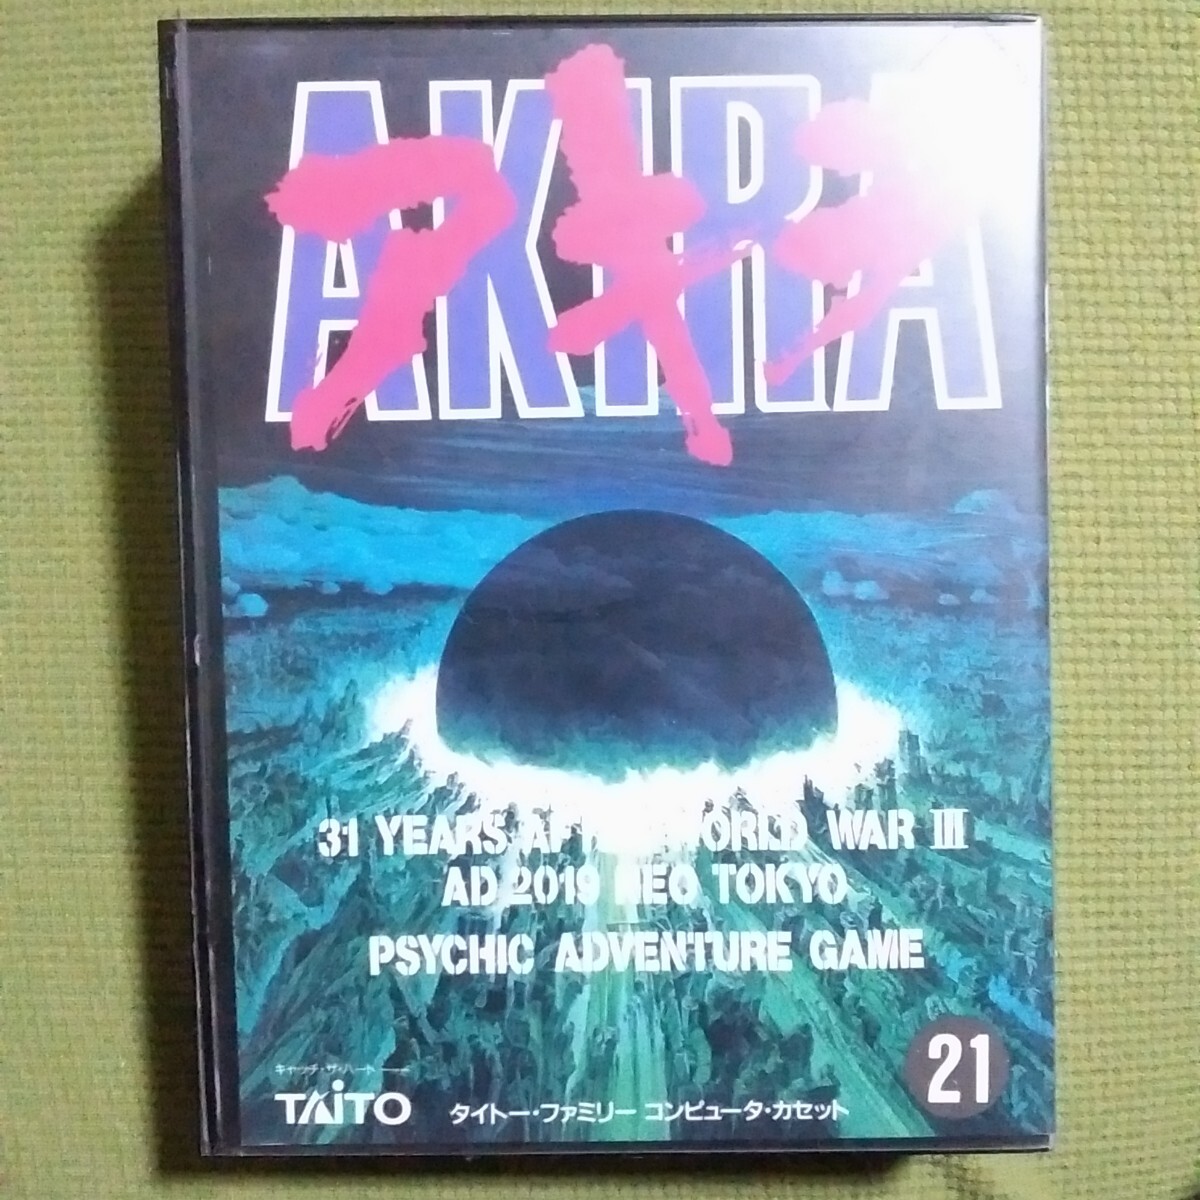 AKIRA
アキラ
31 YEARS AFTER WORLD WAR III
AD 2019 NEO TOKYO
PSYCHIC ADVENTURE GAME
21
キャッチ・ザ・ハート
TAITO
タイトー・ファミリー コンピュータ・カセット